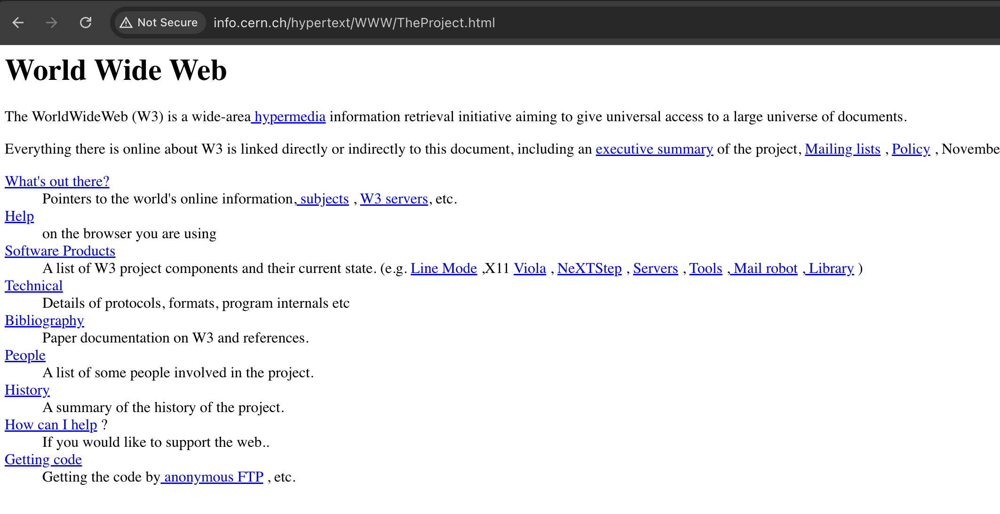 Not Secure info.cern.ch/hypertext/WWW/TheProject.html
World Wide Web
The WorldWideWeb (W3) is a wide-area hypermedia information retrieval initiative aiming to give universal access to a large universe of documents.
Everything there is online about W3 is linked directly or indirectly to this document, including an executive summary of the project, Mailing lists , Policy , Novembe
What's out there?
Pointers to the world's online information, subjects , W3 servers, etc.
Help
on the browser you are using
Software Products
A list of W3 project components and their current state. (e.g. Line Mode ,X11 Viola , NeXTStep , Servers , Tools , Mail robot , Library )
Technical
Details of protocols, formats, program internals etc
Bibliography
Paper documentation on W3 and references.
People
A list of some people involved in the project.
History
A summary of the history of the project.
How can I help ?
If you would like to support the web..
Getting code
Getting the code by anonymous FTP , etc.